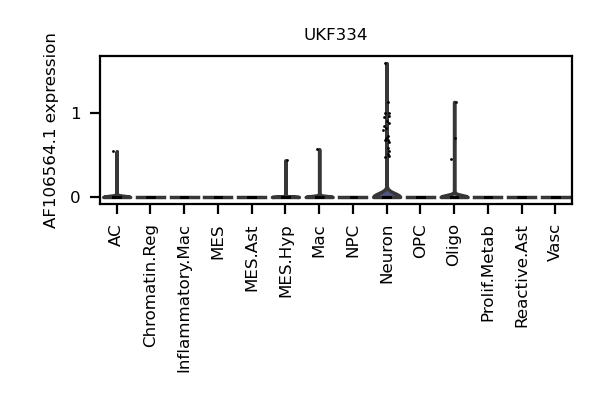 UKF334
AF106564.1 expression
1
0
AC
Chromatin.Reg
Inflammatory.Mac
MES
MES.Ast
MES.Hyp
Mac
NPC
Neuron
OPC
Oligo
Prolif.Metab
Reactive.Ast
Vasc